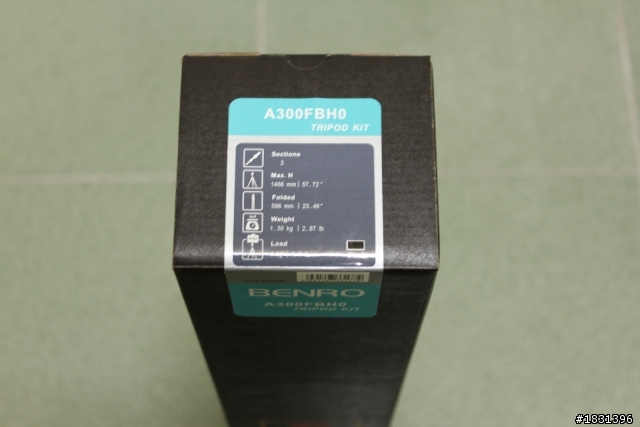 A300FBH0
TRIPOD KIT
Sections
3
Max. H
1466 mm | 57.72"
Folded
596 mm | 23.46"
Weight
1.30 kg | 2.87 lb
Load
BENRO
A300FBH0
TRIPOD KIT
#1831396